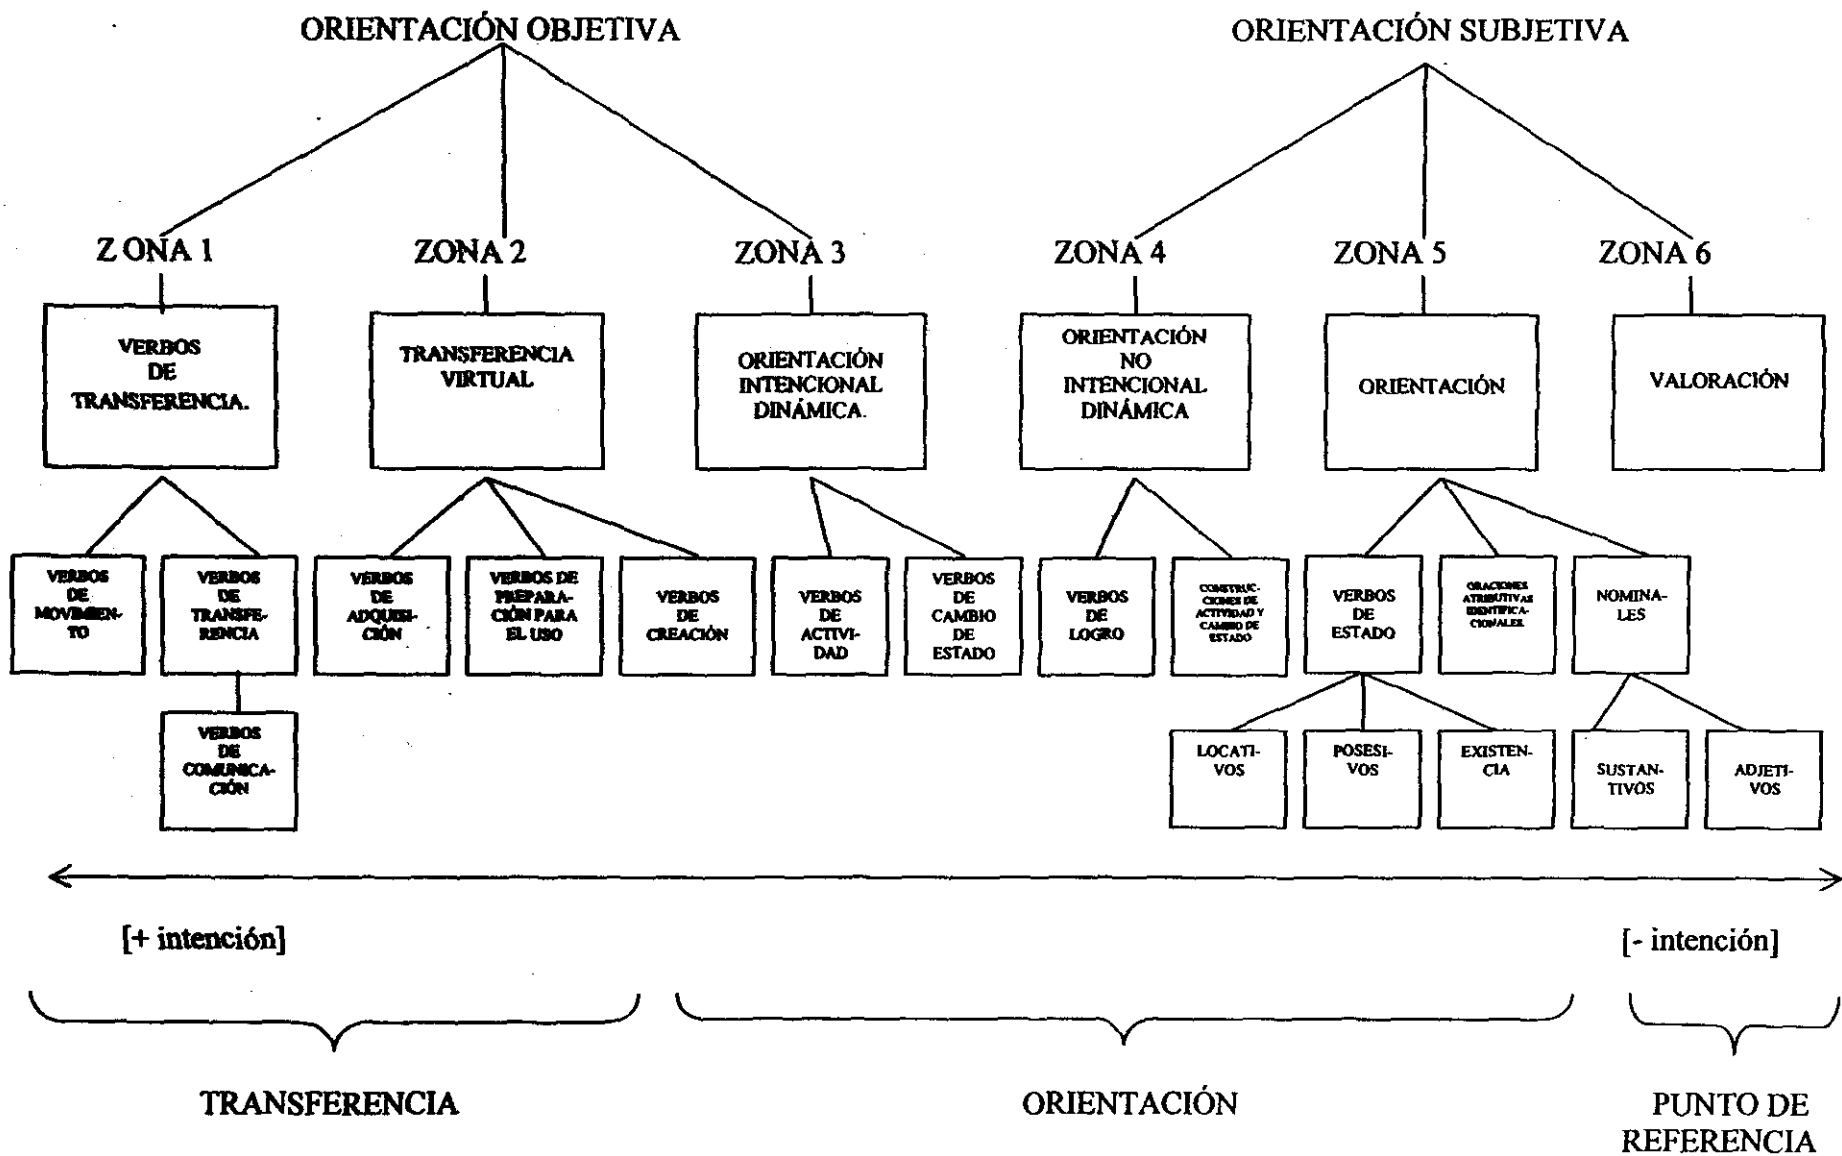 ORIENTACIÓN OBJETIVA
ORIENTACIÓN SUBJETIVA
Z ONA 1
ZONA 2
ZONA 3
ZONA 4
ZONA 5
ZONA 6
VERBOS
DE
TRANSFERENCIA.
TRANSFERENCIA
VIRTUAL
ORIENTACIÓN
INTENCIONAL
DINÁMICA.
ORIENTACIÓN
NO
INTENCIONAL
DINÁMICA
ORIENTACIÓN
VALORACIÓN
VERBOS
DE
MOVIMIEN-
TO
VERBOS
DE
TRANSFE-
RENCIA
VERBOS
DE
ADQUISI-
CIÓN
VERBOS DE
PREPARA-
CIÓN PARA
EL USO
VERBOS
DE
CREACIÓN
VERBOS
DE
ACTIVI-
DAD
VERBOS
DE
CAMBIO
DE
ESTADO
VERBOS
DE
LOGRO
CONSTRUC-
CIONES DE
ACTIVIDAD Y
CAMBIO DE
ESTADO
VERBOS
DE
ESTADO
ORACIONES
ATRIBUTIVAS
IDENTIFICA-
CIONALES.
NOMINA-
LES
VERBOS
DE
COMUNICA-
CIÓN
LOCATI-
VOS
POSESI-
VOS
EXISTEN-
CIA
SUSTAN-
TIVOS
ADJETI-
VOS
[+ intención]
[- intención]
TRANSFERENCIA
ORIENTACIÓN
PUNTO DE
REFERENCIA